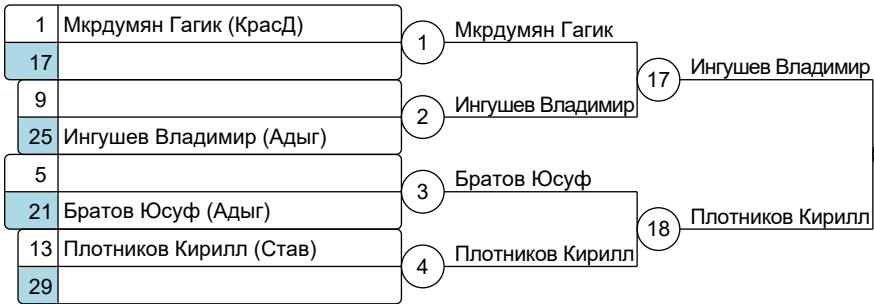 1 Мкрдумян Гагик (КрасД)
17
1 Мкрдумян Гагик
9
25 Ингушев Владимир (Адыг)
2 Ингушев Владимир
17 Ингушев Владимир
5
21 Братов Юсуф (Адыг)
3 Братов Юсуф
13 Плотников Кирилл (Став)
29
4 Плотников Кирилл
18 Плотников Кирилл